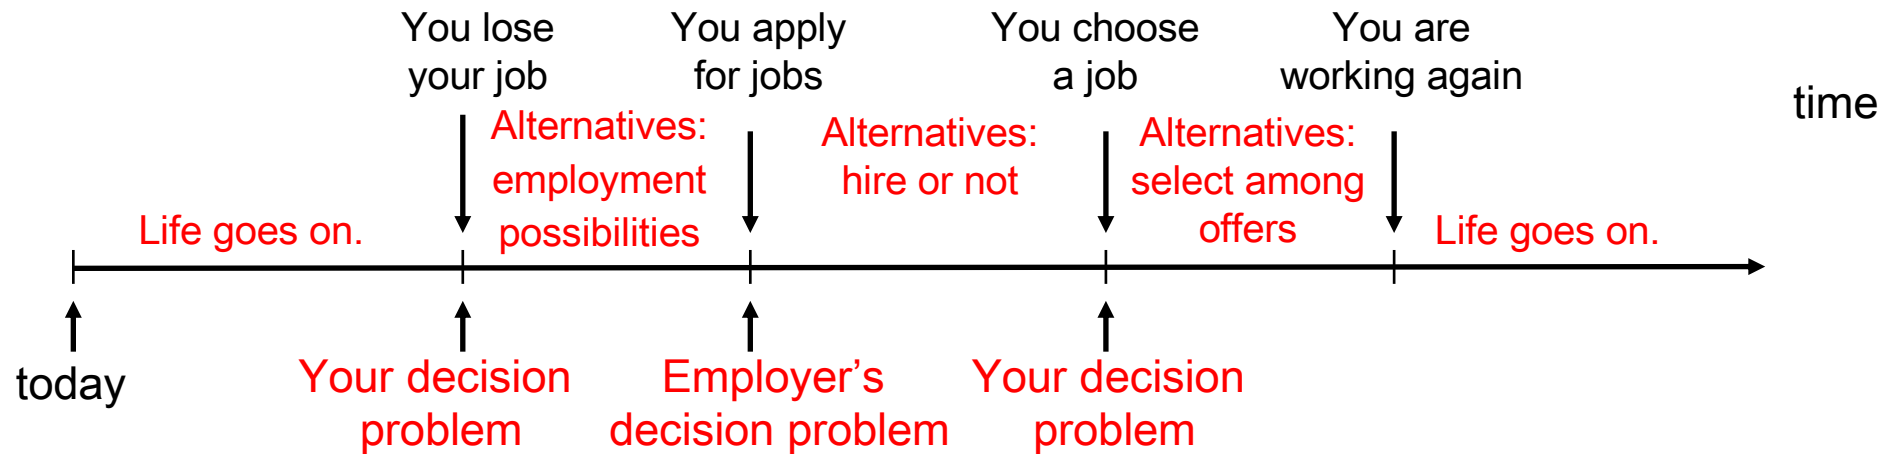 You lose
your job
You apply
for jobs
You choose
a job
You are
working again
time
Life goes on.
Alternatives:
employment
possibilities
Alternatives:
hire or not
Alternatives:
select among
offers
Life goes on.
today
Your decision
problem
Employer’s
decision problem
Your decision
problem